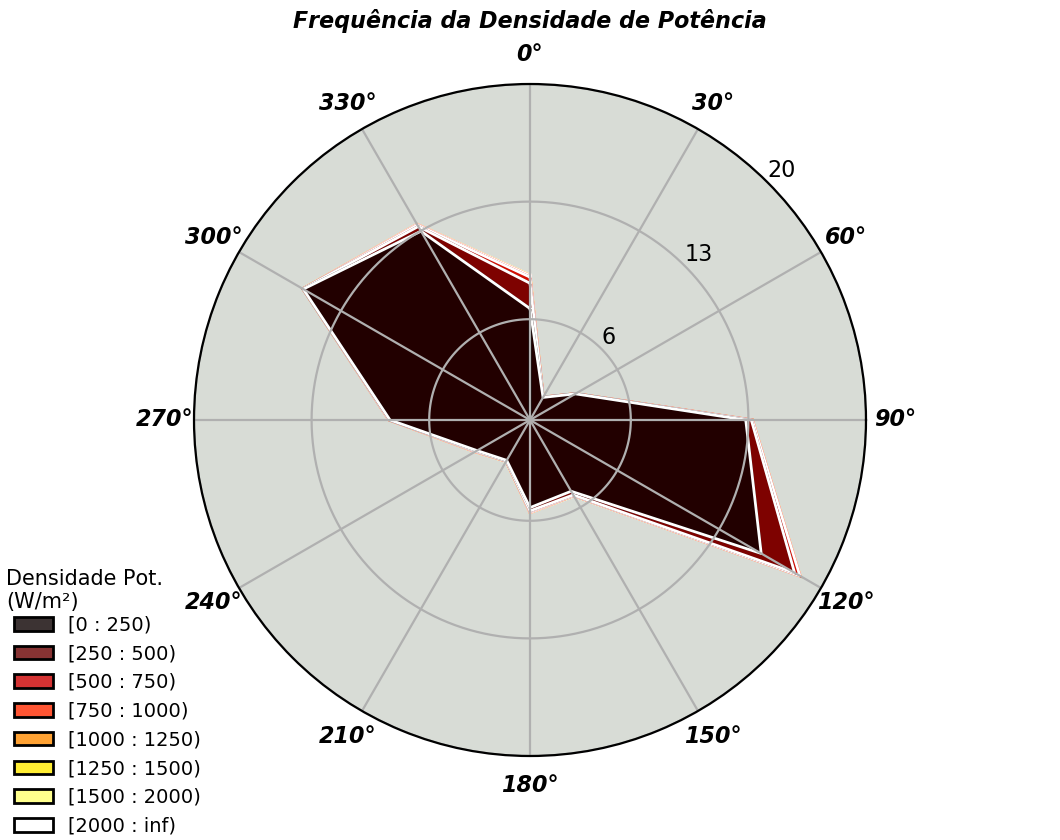 Frequência da Densidade de Potência
0°
30°
60°
90°
120°
150°
180°
210°
240°
270°
300°
330°
6
13
20
Densidade Pot.
(W/m²)
[0 : 250)
[250 : 500)
[500 : 750)
[750 : 1000)
[1000 : 1250)
[1250 : 1500)
[1500 : 2000)
[2000 : inf)